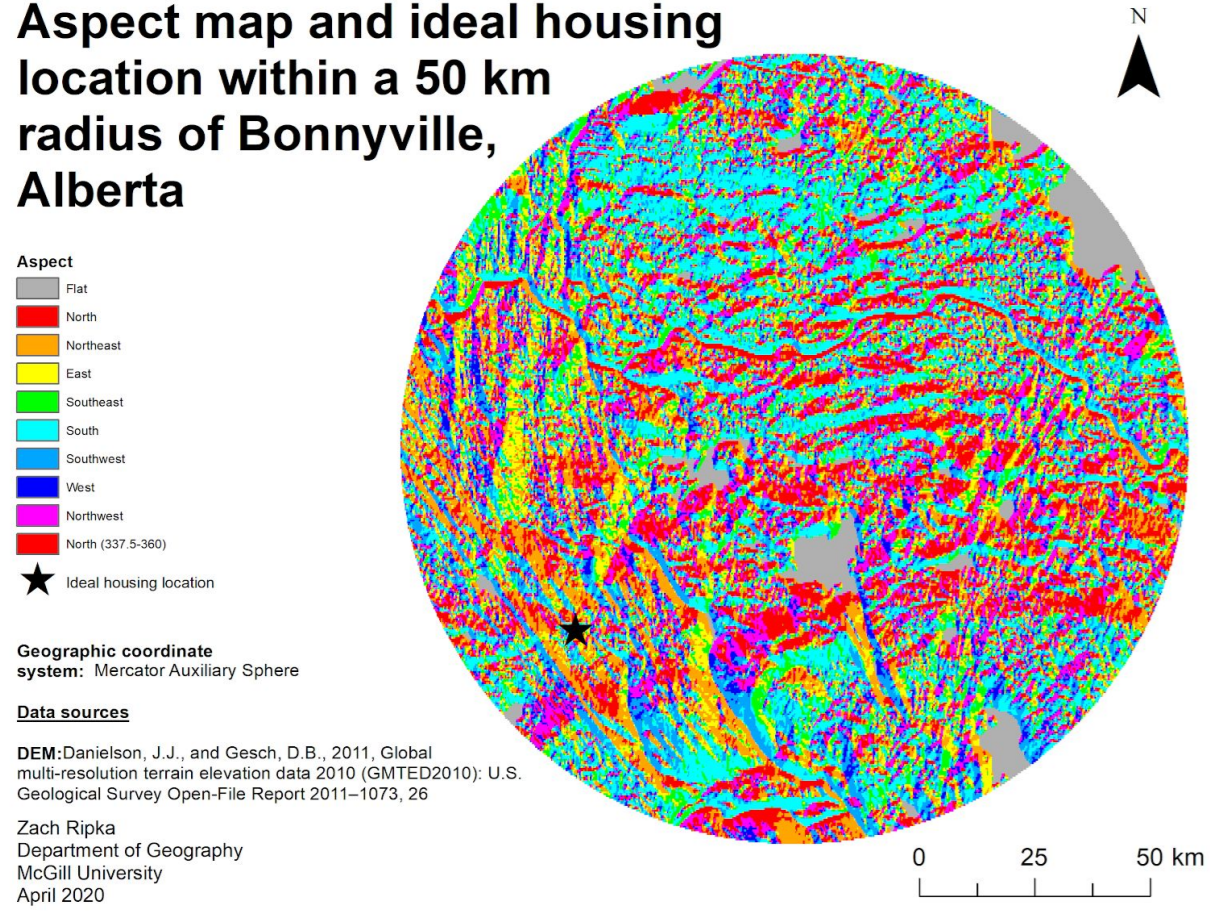 Aspect map and ideal housing
location within a 50 km
radius of Bonnyville,
Alberta
N
Aspect
Flat
North
Northeast
East
Southeast
South
Southwest
West
Northwest
North (337.5-360)
Ideal housing location
Geographic coordinate
system: Mercator Auxiliary Sphere
Data sources
DEM:Danielson, J.J., and Gesch, D.B., 2011, Global
multi-resolution terrain elevation data 2010 (GMTED2010): U.S.
Geological Survey Open-File Report 2011–1073, 26
Zach Ripka
Department of Geography
McGill University
April 2020
0 25 50 km